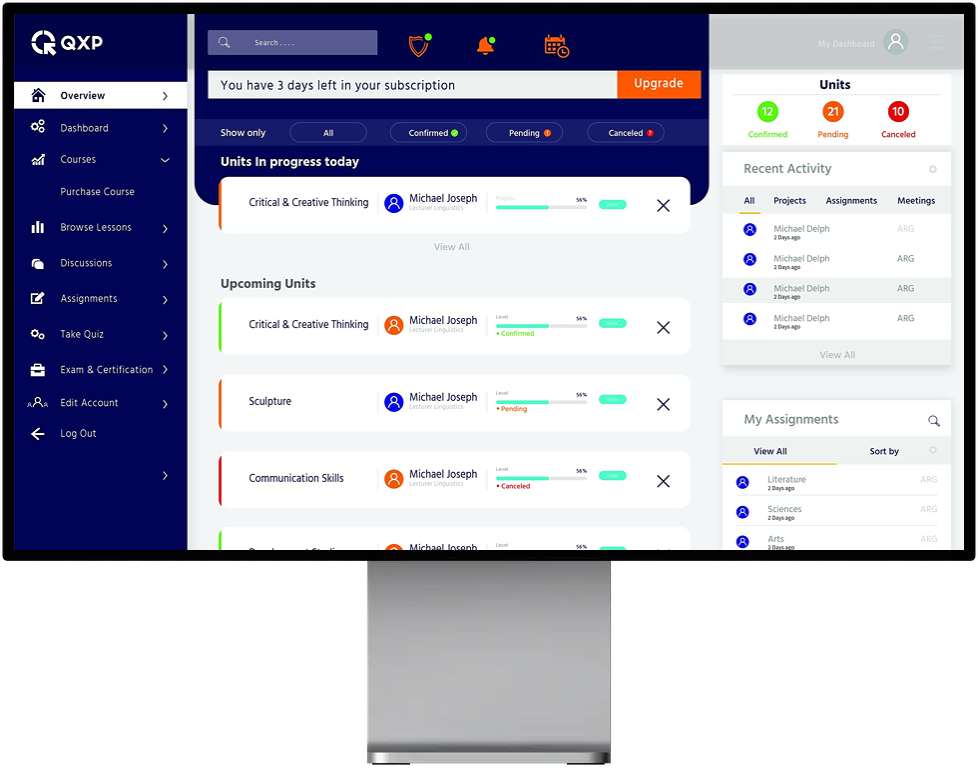 QXP
Search . . . .
My Dashboard
You have 3 days left in your subscription
Upgrade
Overview
Dashboard
Courses
Purchase Course
Browse Lessons
Discussions
Assignments
Take Quiz
Exam & Certification
Edit Account
Log Out
Show only
All
Confirmed
Pending
Canceled
Units In progress today
Critical & Creative Thinking
Michael Joseph
Lecturer Linguistics
Progress
56%
View All
Upcoming Units
Critical & Creative Thinking
Michael Joseph
Lecturer Linguistics
Level
56%
• Confirmed
Sculpture
Michael Joseph
Lecturer Linguistics
Level
56%
• Pending
Communication Skills
Michael Joseph
Lecturer Linguistics
Level
56%
• Canceled
Michael Joseph
Level
56%
Units
12
21
10
Confirmed
Pending
Canceled
Recent Activity
All
Projects
Assignments
Meetings
Michael Delph
ARG
2 Days ago
Michael Delph
ARG
2 Days ago
Michael Delph
ARG
2 Days ago
Michael Delph
ARG
2 Days ago
View All
My Assignments
View All
Sort by
Literature
ARG
2 Days ago
Sciences
ARG
2 Days ago
Arts
ARG
2 Days ago